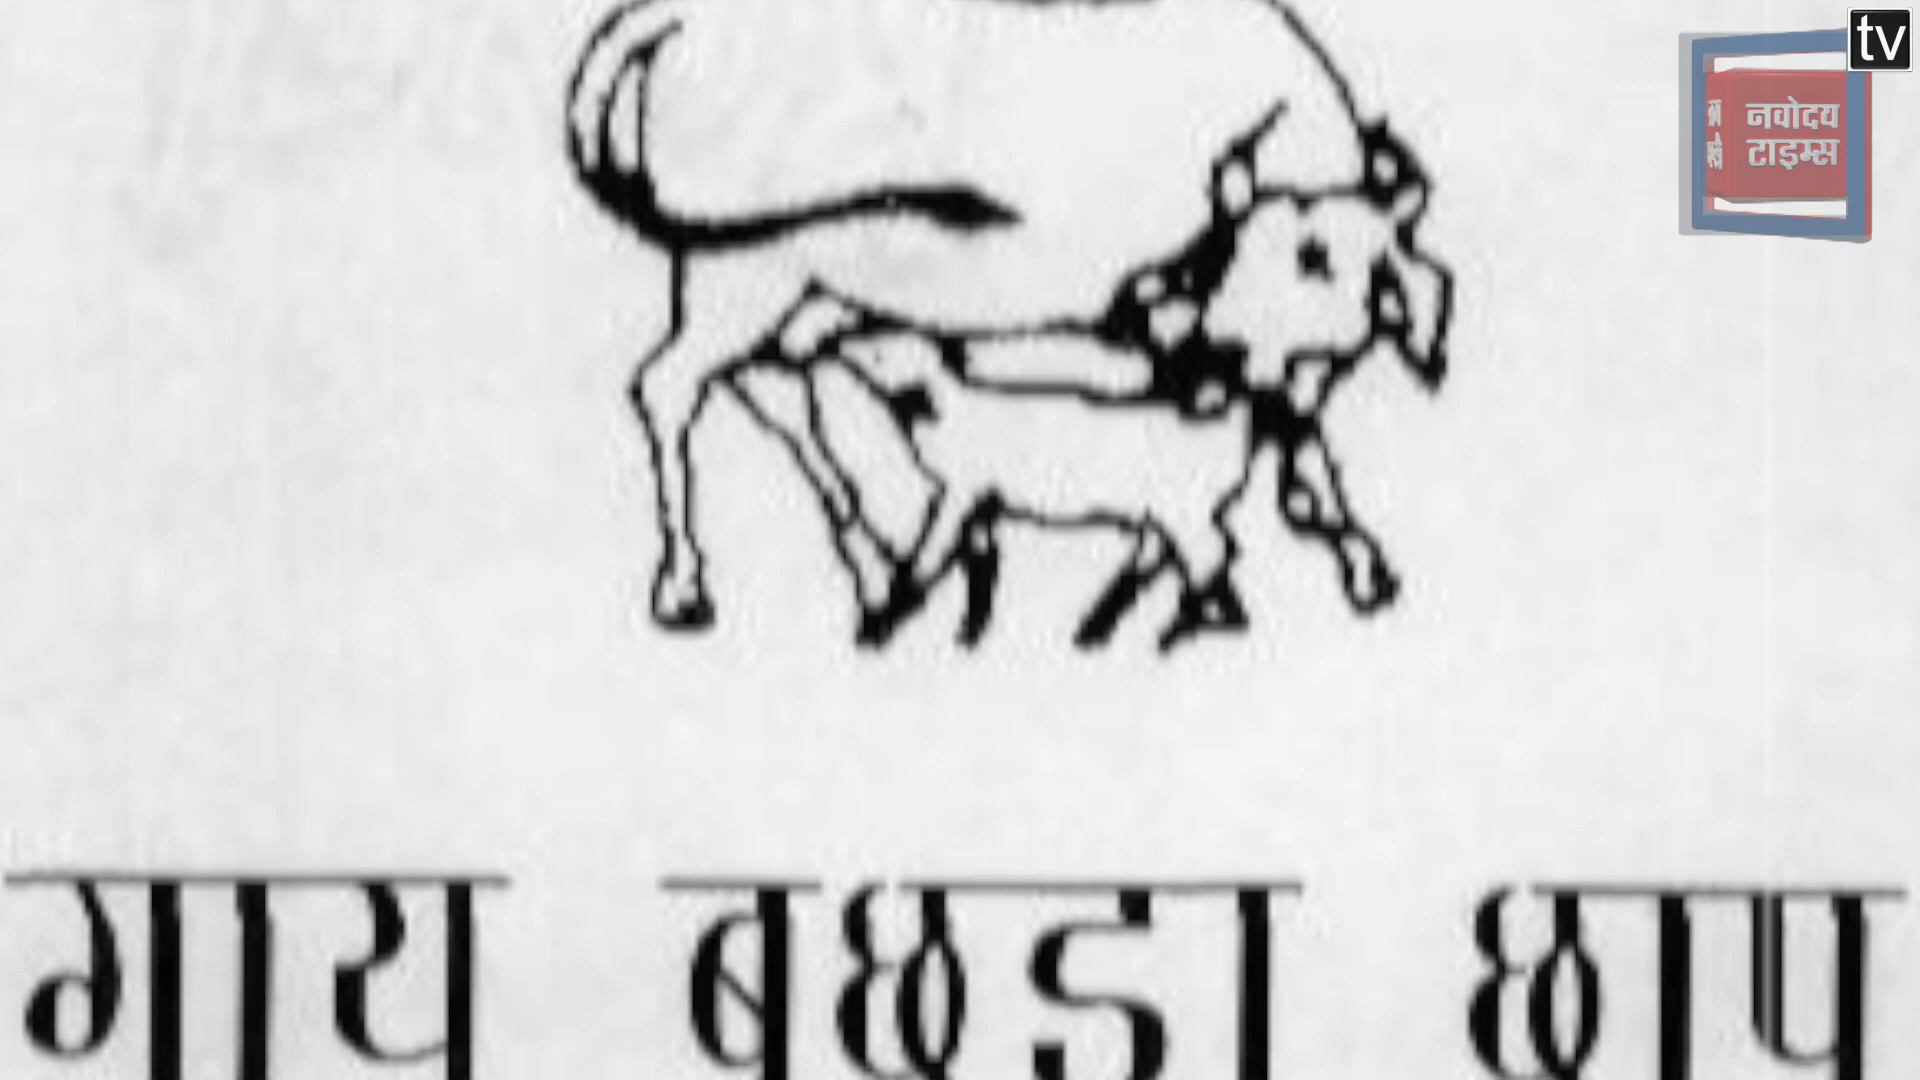 tv
नवोदय
टाइम्स
गाय बछड़ा छाप